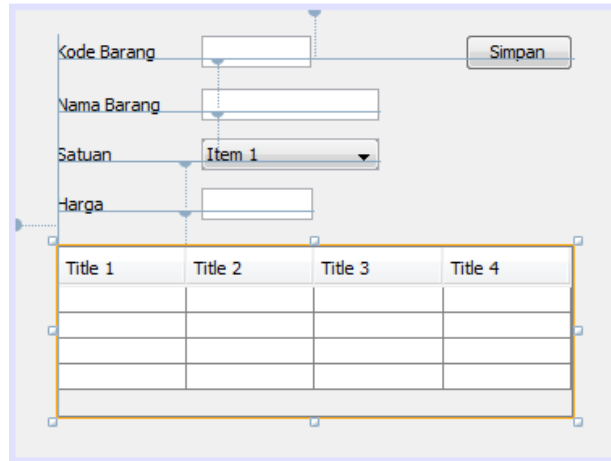 Kode Barang Simpan
Nama Barang
Satuan Item 1
Harga
Title 1 Title 2 Title 3 Title 4